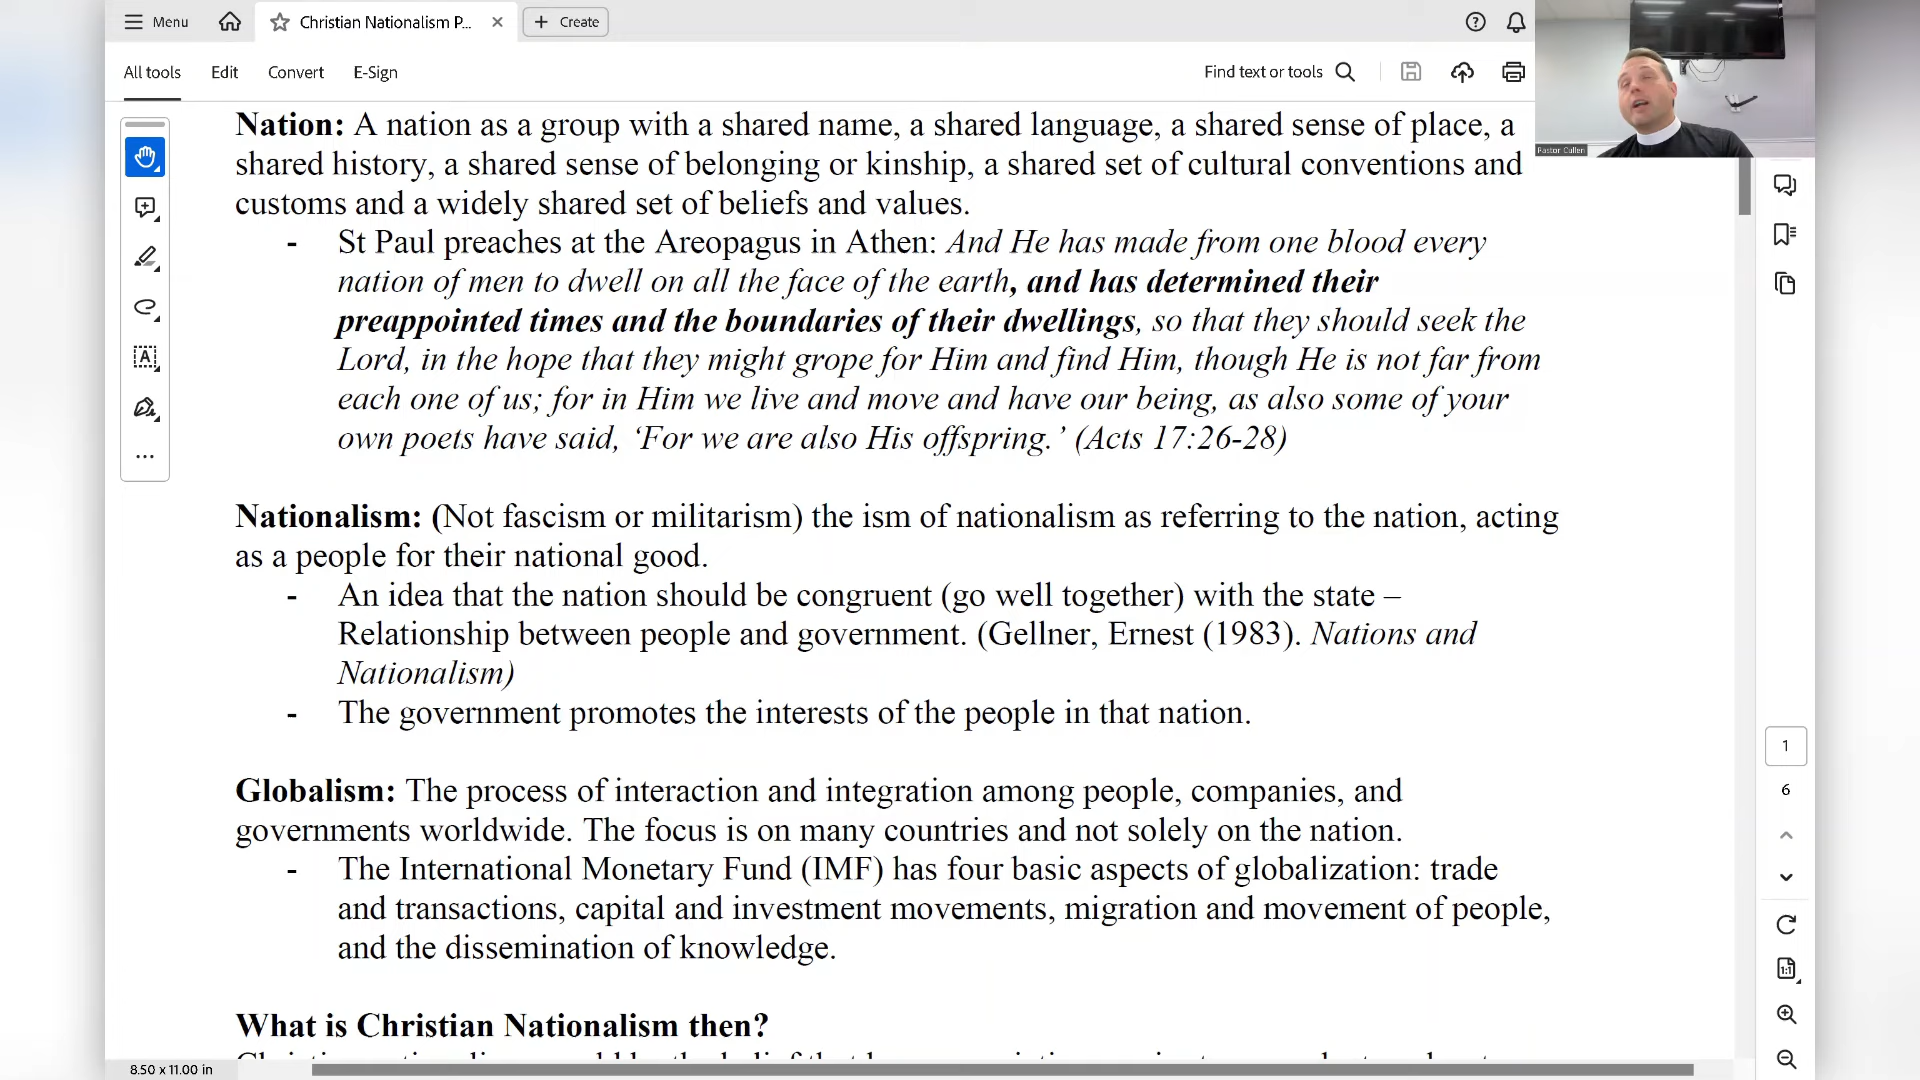 Menu
Christian Nationalism P...
Create
All tools
Edit
Convert
E-Sign
Find text or tools
Pastor Cullen
Nation: A nation as a group with a shared name, a shared language, a shared sense of place, a
shared history, a shared sense of belonging or kinship, a shared set of cultural conventions and
customs and a widely shared set of beliefs and values.
- St Paul preaches at the Areopagus in Athen: And He has made from one blood every
nation of men to dwell on all the face of the earth, and has determined their
preappointed times and the boundaries of their dwellings, so that they should seek the
Lord, in the hope that they might grope for Him and find Him, though He is not far from
each one of us; for in Him we live and move and have our being, as also some of your
own poets have said, ‘For we are also His offspring.’ (Acts 17:26-28)
Nationalism: (Not fascism or militarism) the ism of nationalism as referring to the nation, acting
as a people for their national good.
- An idea that the nation should be congruent (go well together) with the state –
Relationship between people and government. (Gellner, Ernest (1983). Nations and
Nationalism)
- The government promotes the interests of the people in that nation.
Globalism: The process of interaction and integration among people, companies, and
governments worldwide. The focus is on many countries and not solely on the nation.
- The International Monetary Fund (IMF) has four basic aspects of globalization: trade
and transactions, capital and investment movements, migration and movement of people,
and the dissemination of knowledge.
What is Christian Nationalism then?
1
6
8.50 x 11.00 in